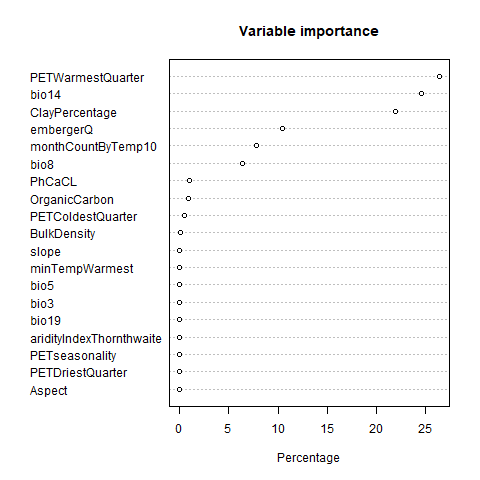 Variable importance
PETWarmestQuarter
bio14
ClayPercentage
embergerQ
monthCountByTemp10
bio8
PhCaCL
OrganicCarbon
PETColdestQuarter
BulkDensity
slope
minTempWarmest
bio5
bio3
bio19
aridityIndexThornthwaite
PETseasonality
PETDriestQuarter
Aspect
0 5 10 15 20 25
Percentage